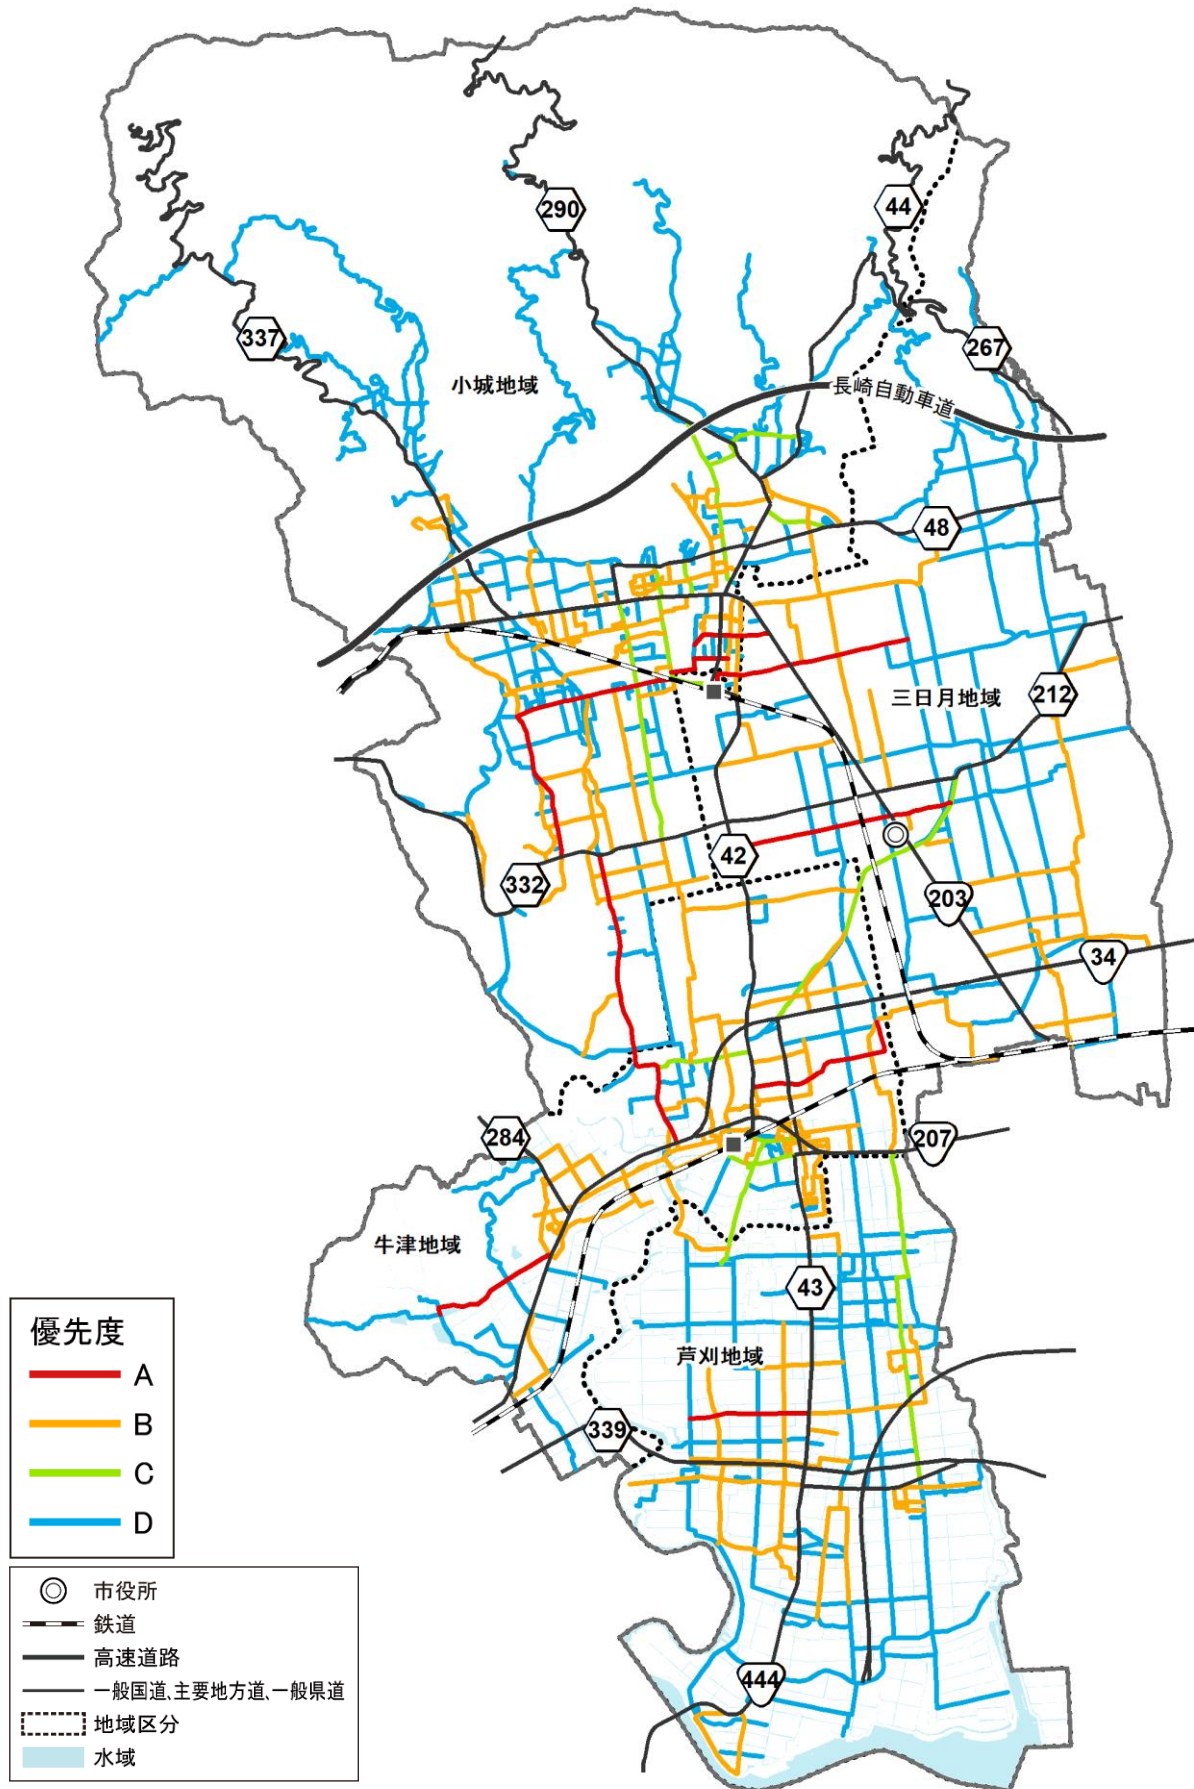 290
44
337
267
小城地域
長崎自動車道
48
三日月地域
212
42
332
203
34
284
207
牛津地域
43
芦刈地域
339
444
優先度
A
B
C
D
市役所
鉄道
高速道路
一般国道、主要地方道、一般県道
地域区分
水域